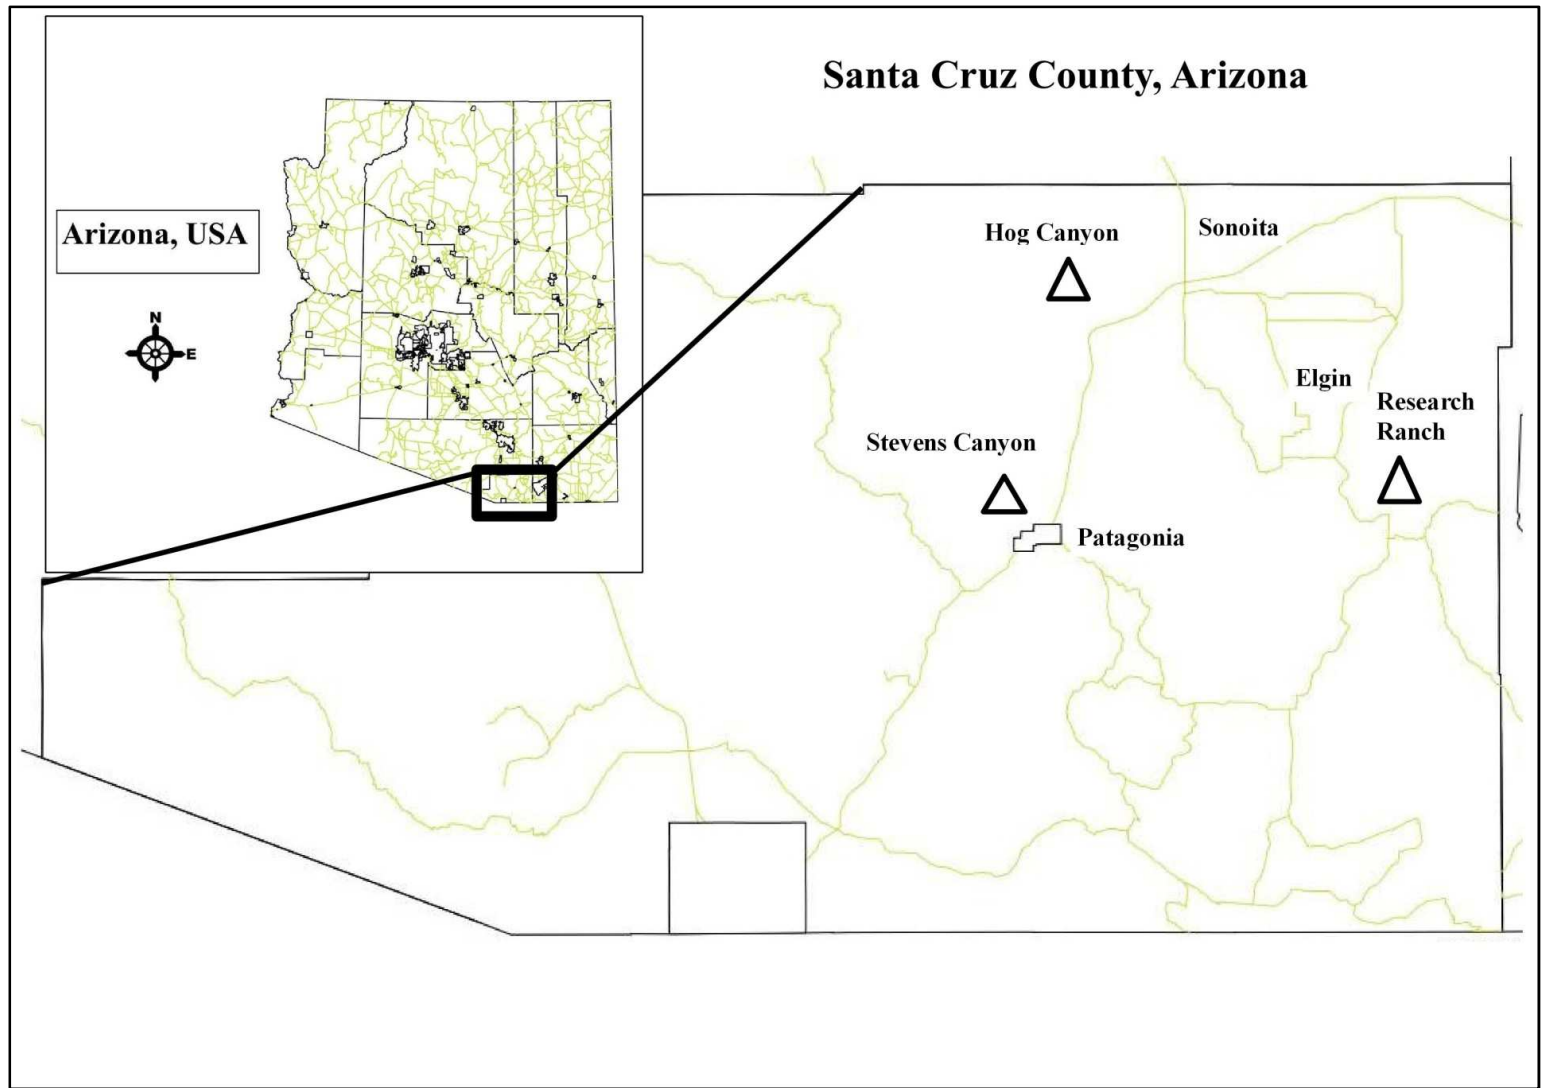 Santa Cruz County, Arizona
Arizona, USA
N
E
Hog Canyon
Sonoita
Elgin
Research
Ranch
Stevens Canyon
Patagonia